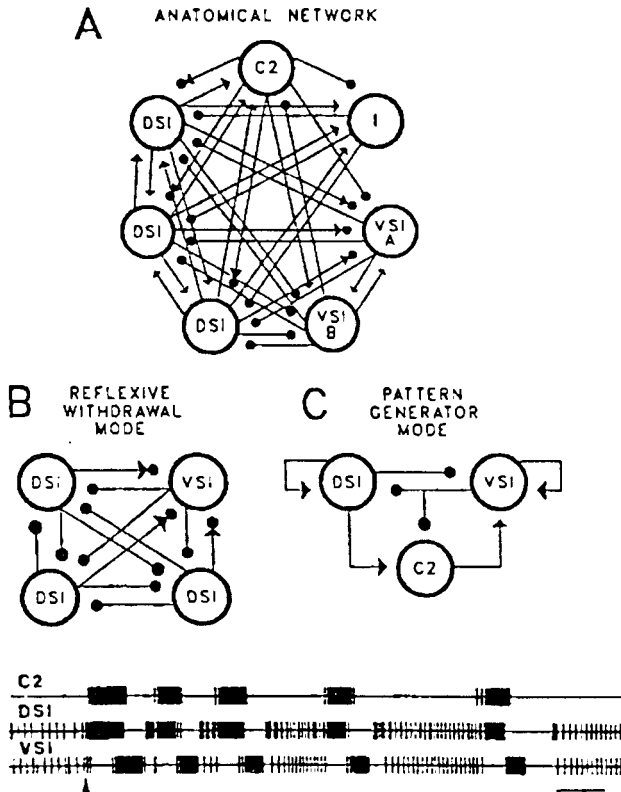 A
ANATOMICAL NETWORK
C2
DSI
I
DSI
VSI
A
DSI
VSI
B
B
REFLEXIVE
WITHDRAWAL
MODE
DSI
VSI
DSI
DSI
C
PATTERN
GENERATOR
MODE
DSI
VSI
C2
C2
DSI
VSI